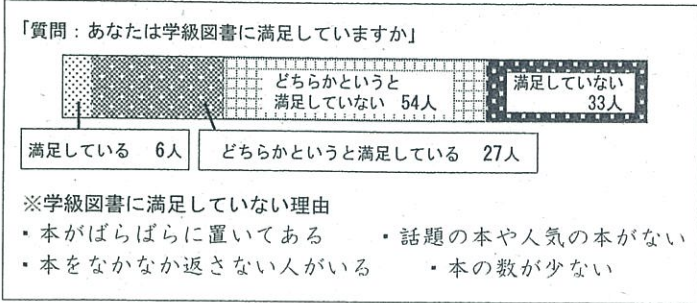 「質問：あなたは学級図書に満足していますか」
どちらかというと
満足していない 54人
満足していない
33人
満足している 6人
どちらかというと満足している 27人
※学級図書に満足していない理由
・本がばらばらに置いてある ・話題の本や人気の本がない
・本をなかなか返さない人がいる ・本の数が少ない